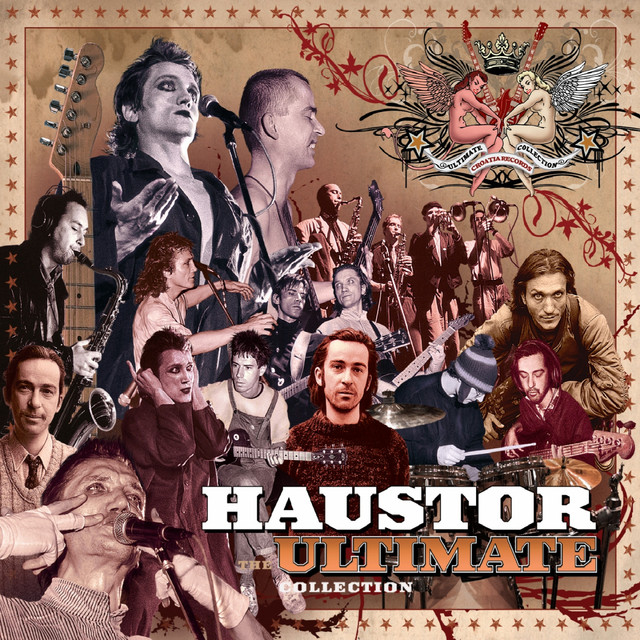 ULTIMATE COLLECTION
CROATIA RECORDS
HAUSTOR
THE ULTIMATE
COLLECTION